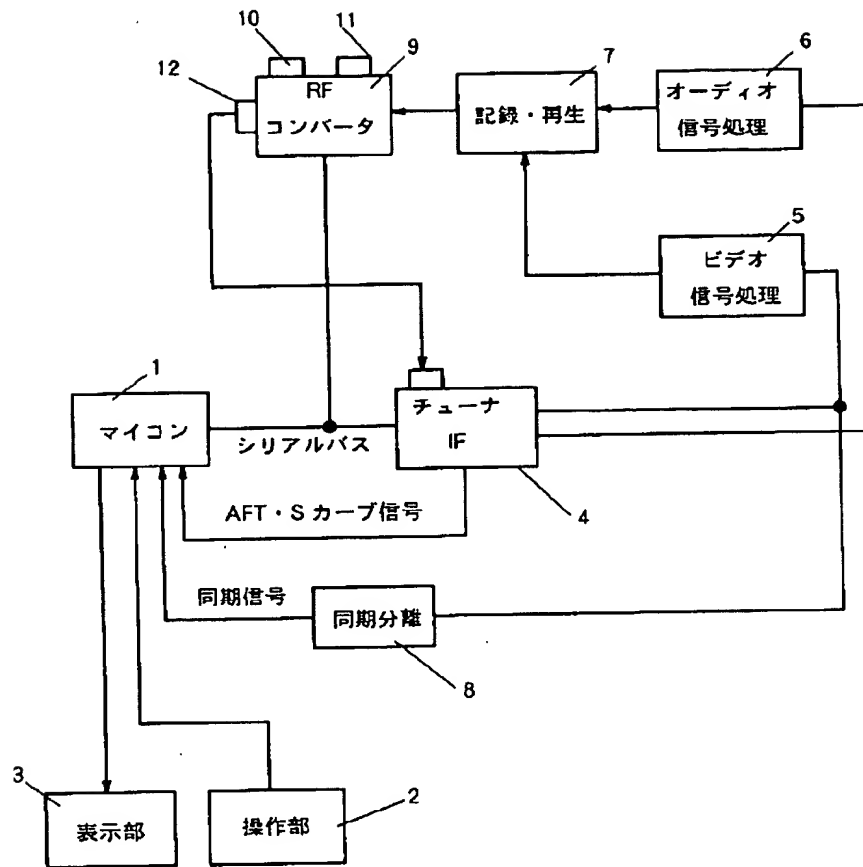 10
11
9
12
RF
コンバータ
7
記録・再生
6
オーディオ
信号処理
5
ビデオ
信号処理
1
マイコン
シリアルバス
チューナ
IF
4
AFT・Sカーブ信号
同期信号
同期分離
8
3
表示部
操作部
2